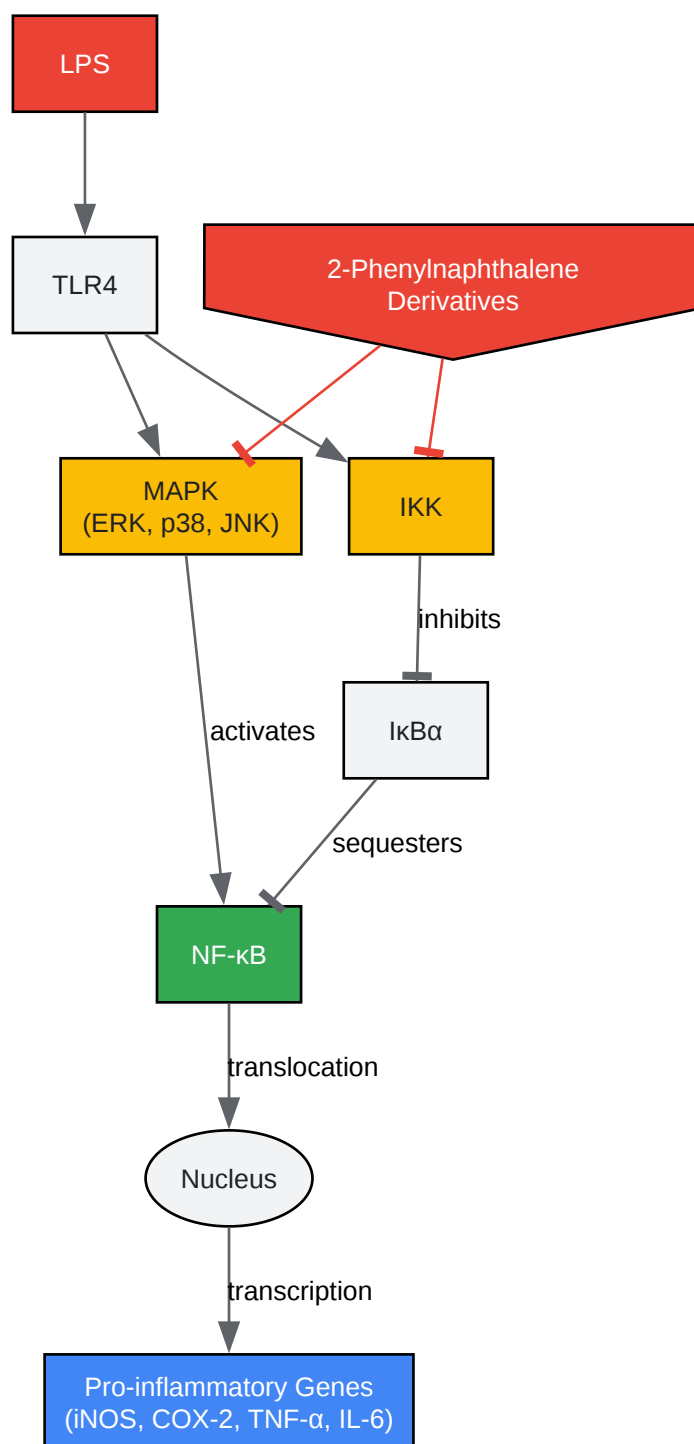 LPS
TLR4
2-Phenylnaphthalene
Derivatives
MAPK
(ERK, p38, JNK)
IKK
inhibits
activates
IκBα
sequesters
NF-κB
translocation
Nucleus
transcription
Pro-inflammatory Genes
(iNOS, COX-2, TNF-α, IL-6)